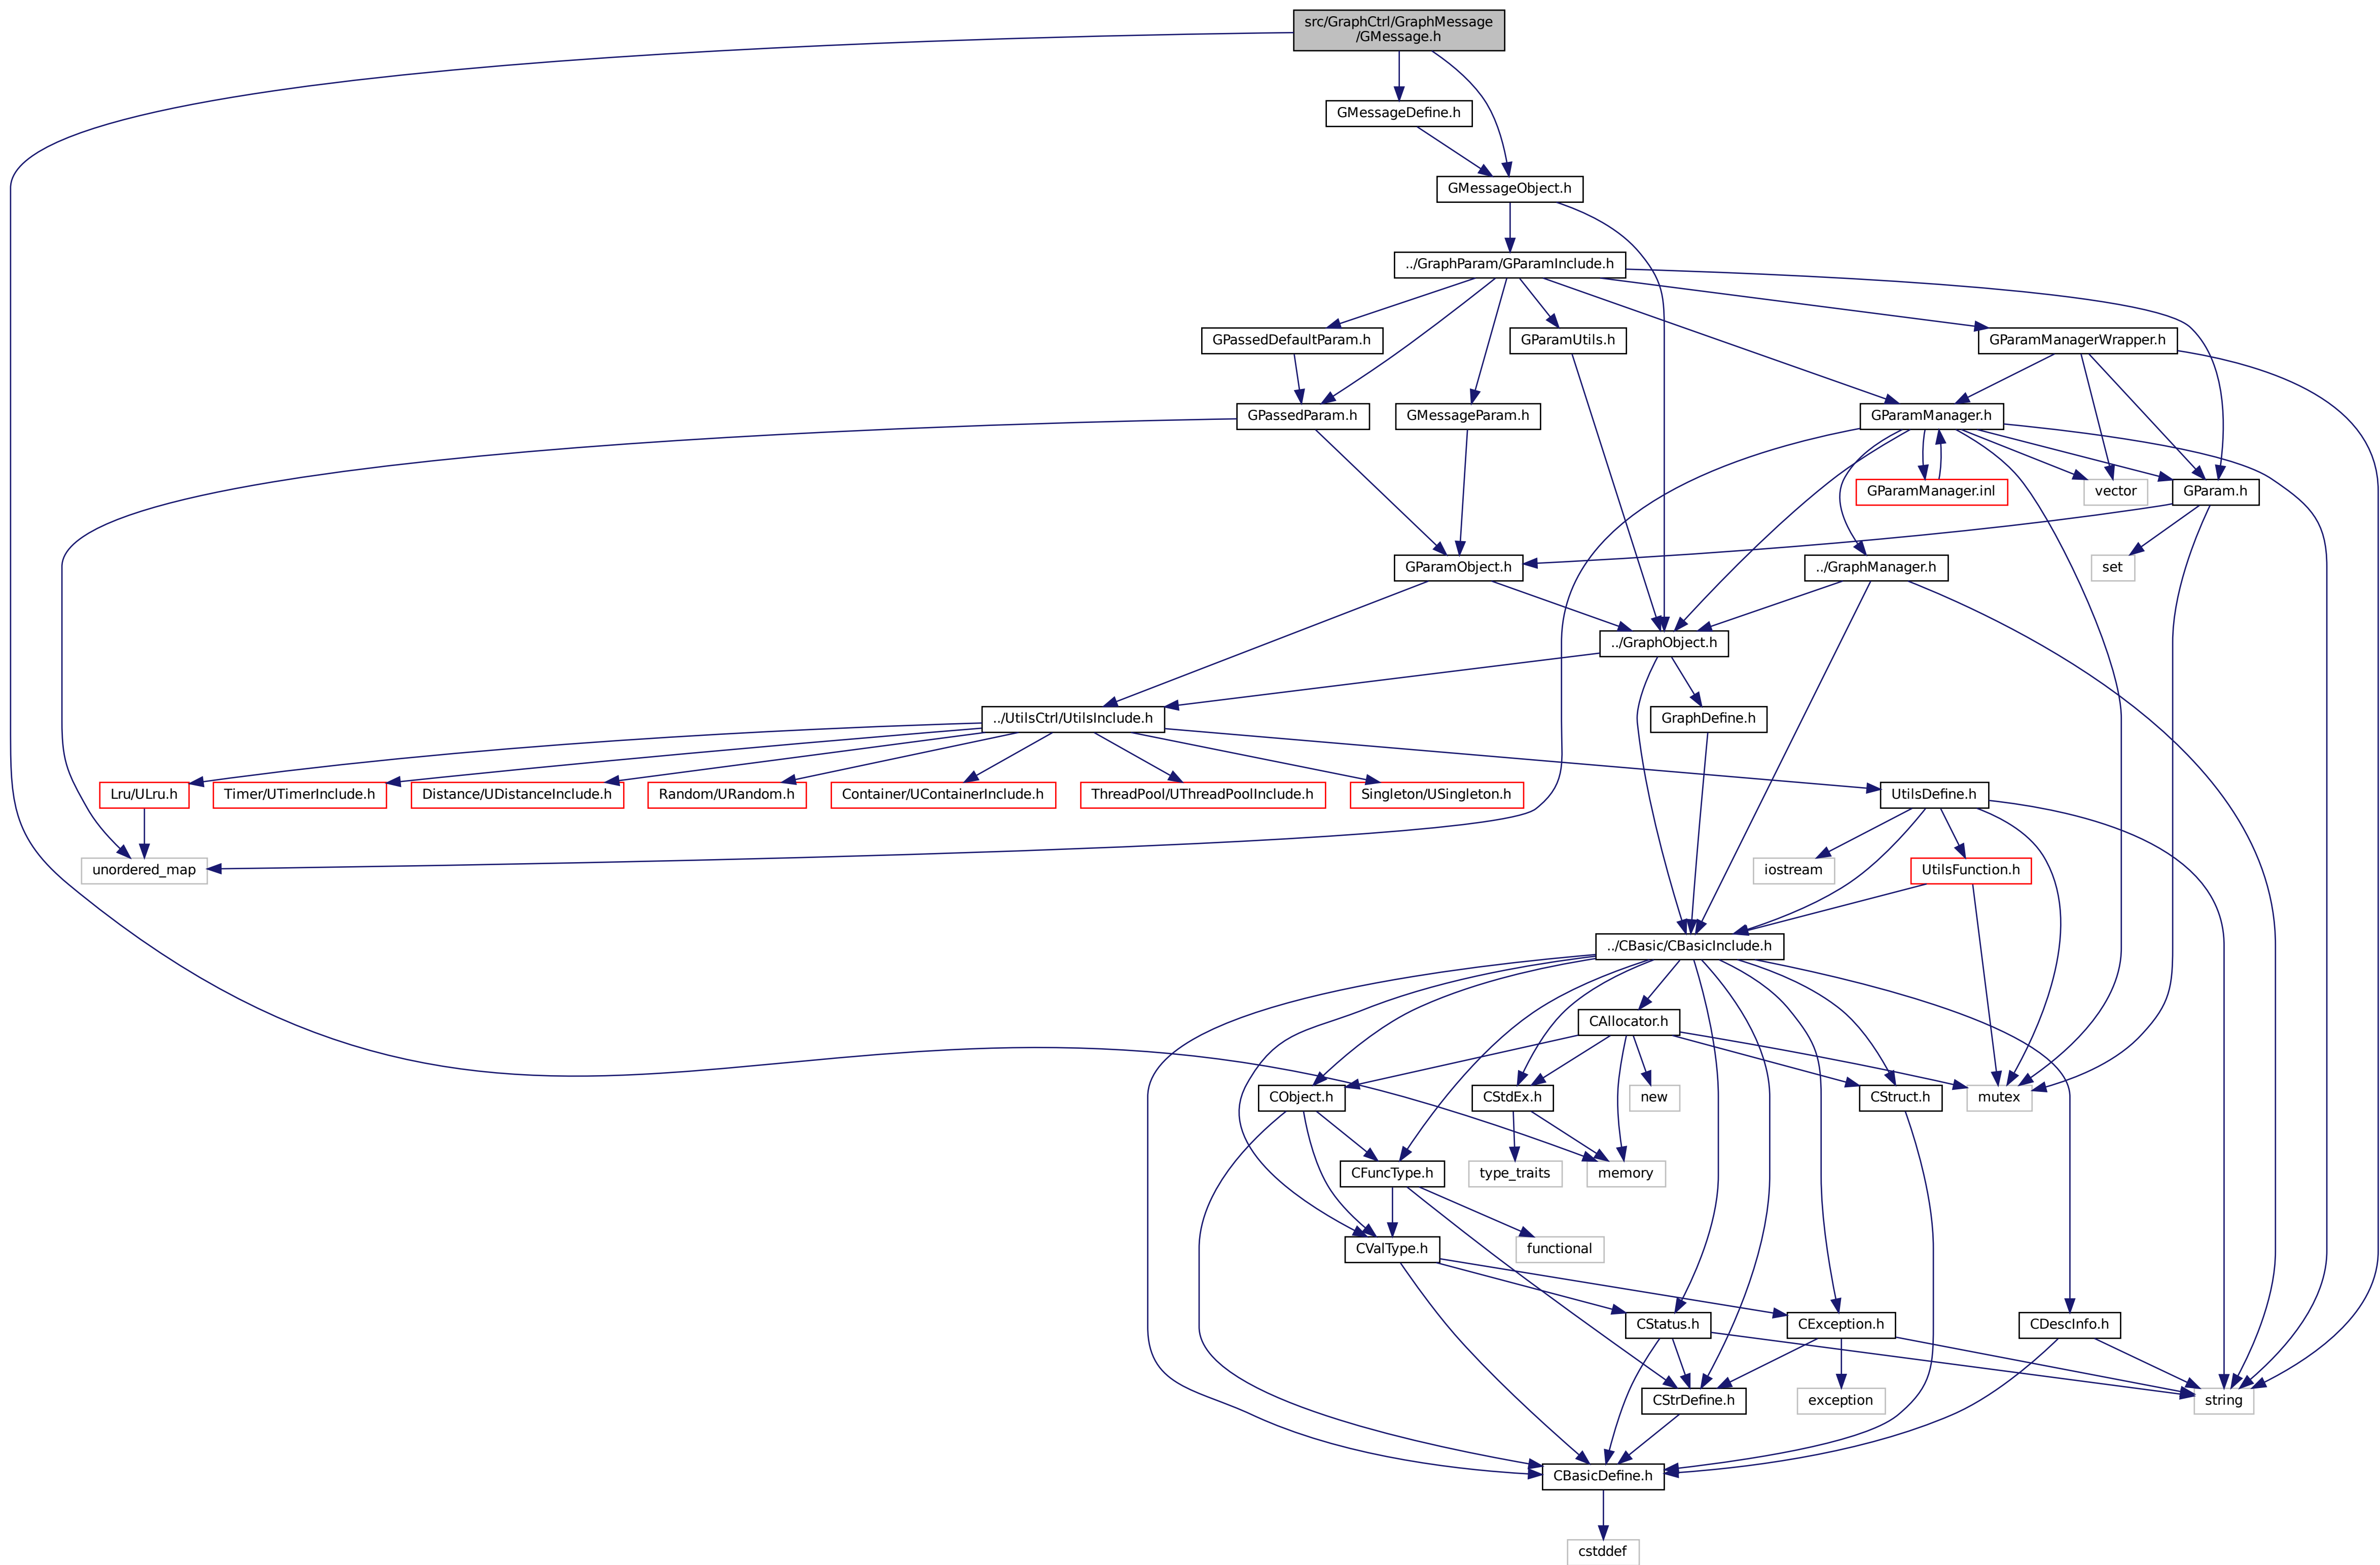 src/GraphCtrl/GraphMessage
/GMessage.h
GMessageDefine.h
GMessageObject.h
../GraphParam/GParamInclude.h
GPassedDefaultParam.h
GParamUtils.h
GParamManagerWrapper.h
GPassedParam.h
GMessageParam.h
GParamManager.h
GParamManager.inl
vector
GParam.h
GParamObject.h
../GraphManager.h
set
../GraphObject.h
../UtilsCtrl/UtilsInclude.h
GraphDefine.h
Lru/ULru.h
Timer/UTimerInclude.h
Distance/UDistanceInclude.h
Random/URandom.h
Container/UContainerInclude.h
ThreadPool/UThreadPoolInclude.h
Singleton/USingleton.h
UtilsDefine.h
unordered_map
iostream
UtilsFunction.h
../CBasic/CBasicInclude.h
CAllocator.h
CObject.h
CStdEx.h
new
CStruct.h
mutex
CFuncType.h
type_traits
memory
CValType.h
functional
CStatus.h
CException.h
CDescInfo.h
CStrDefine.h
exception
string
CBasicDefine.h
cstddef